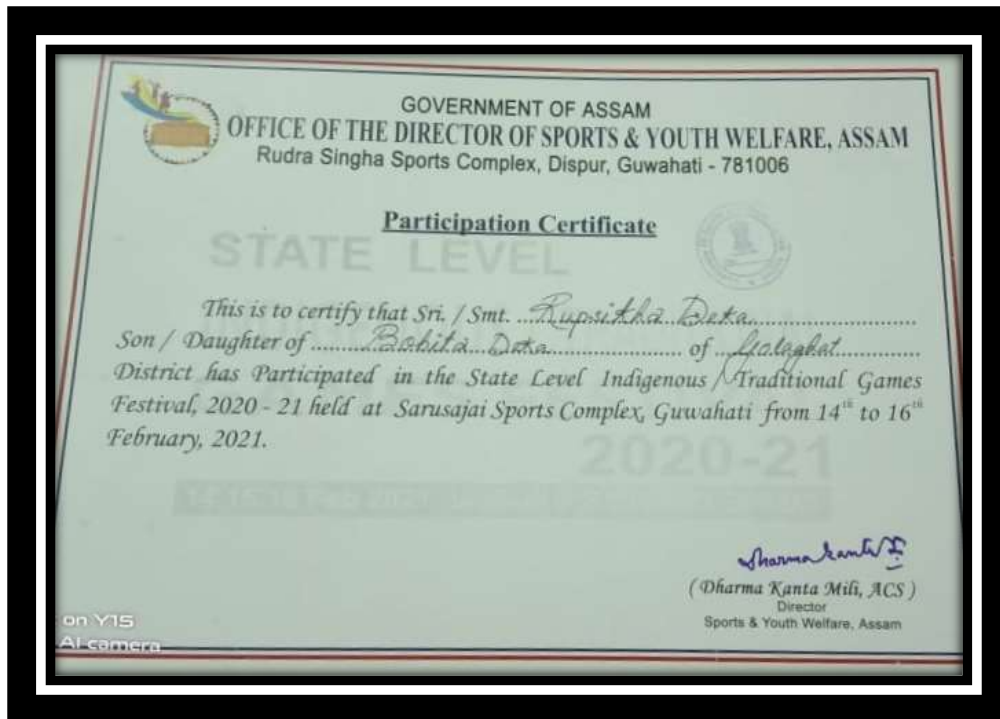 GOVERNMENT OF ASSAM
OFFICE OF THE DIRECTOR OF SPORTS & YOUTH WELFARE, ASSAM
Rudra Singha Sports Complex, Dispur, Guwahati - 781006
Participation Certificate
STATE LEVEL
This is to certify that Sri. / Smt. ...Rupsikha Deka...
Son / Daughter of ...Bobita Deka... of ...Golaghat...
District has Participated in the State Level Indigenous / Traditional Games
Festival, 2020 - 21 held at Sarusajai Sports Complex, Guwahati from 14th to 16th
February, 2021.
2020-21
(Dharma Kanta Mili, ACS)
Director
Sports & Youth Welfare, Assam
on Y15
AI camera